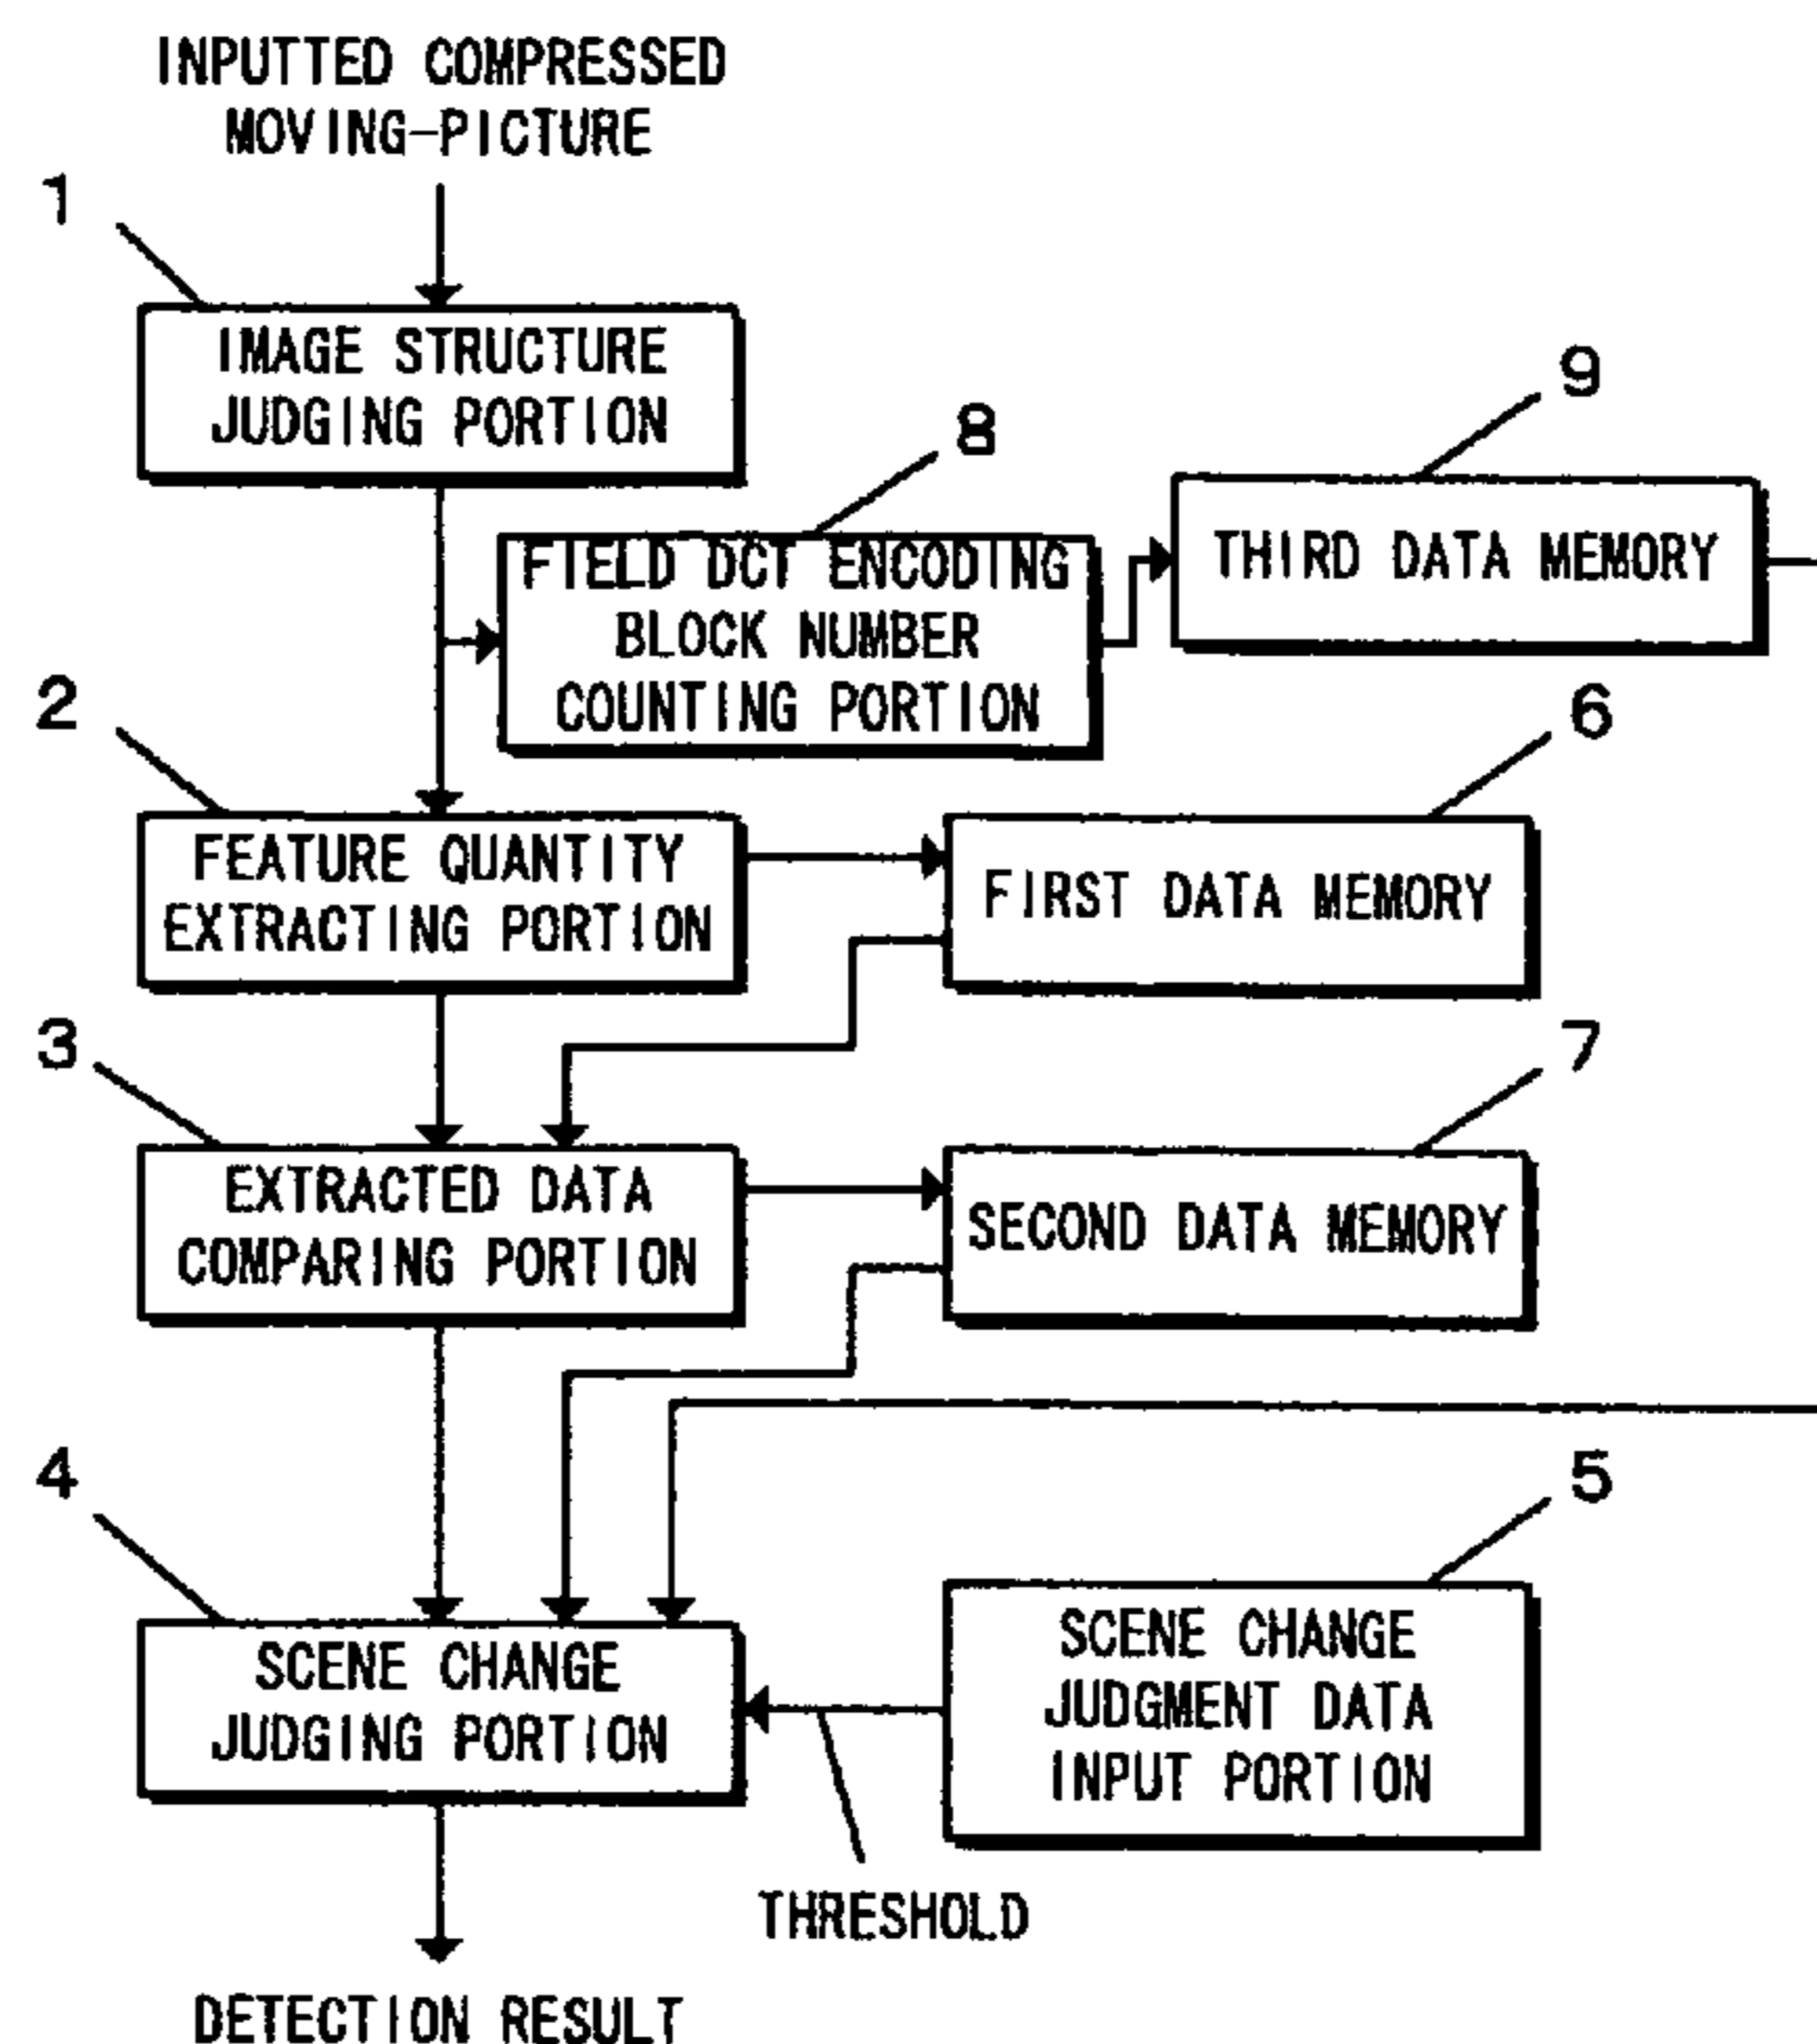 INPUTTED COMPRESSED
MOVING-PICTURE
1
IMAGE STRUCTURE
JUDGING PORTION
8
FIELD DCT ENCODING
BLOCK NUMBER
COUNTING PORTION
9
THIRD DATA MEMORY
2
FEATURE QUANTITY
EXTRACTING PORTION
6
FIRST DATA MEMORY
3
EXTRACTED DATA
COMPARING PORTION
7
SECOND DATA MEMORY
4
SCENE CHANGE
JUDGING PORTION
5
SCENE CHANGE
JUDGMENT DATA
INPUT PORTION
THRESHOLD
DETECTION RESULT